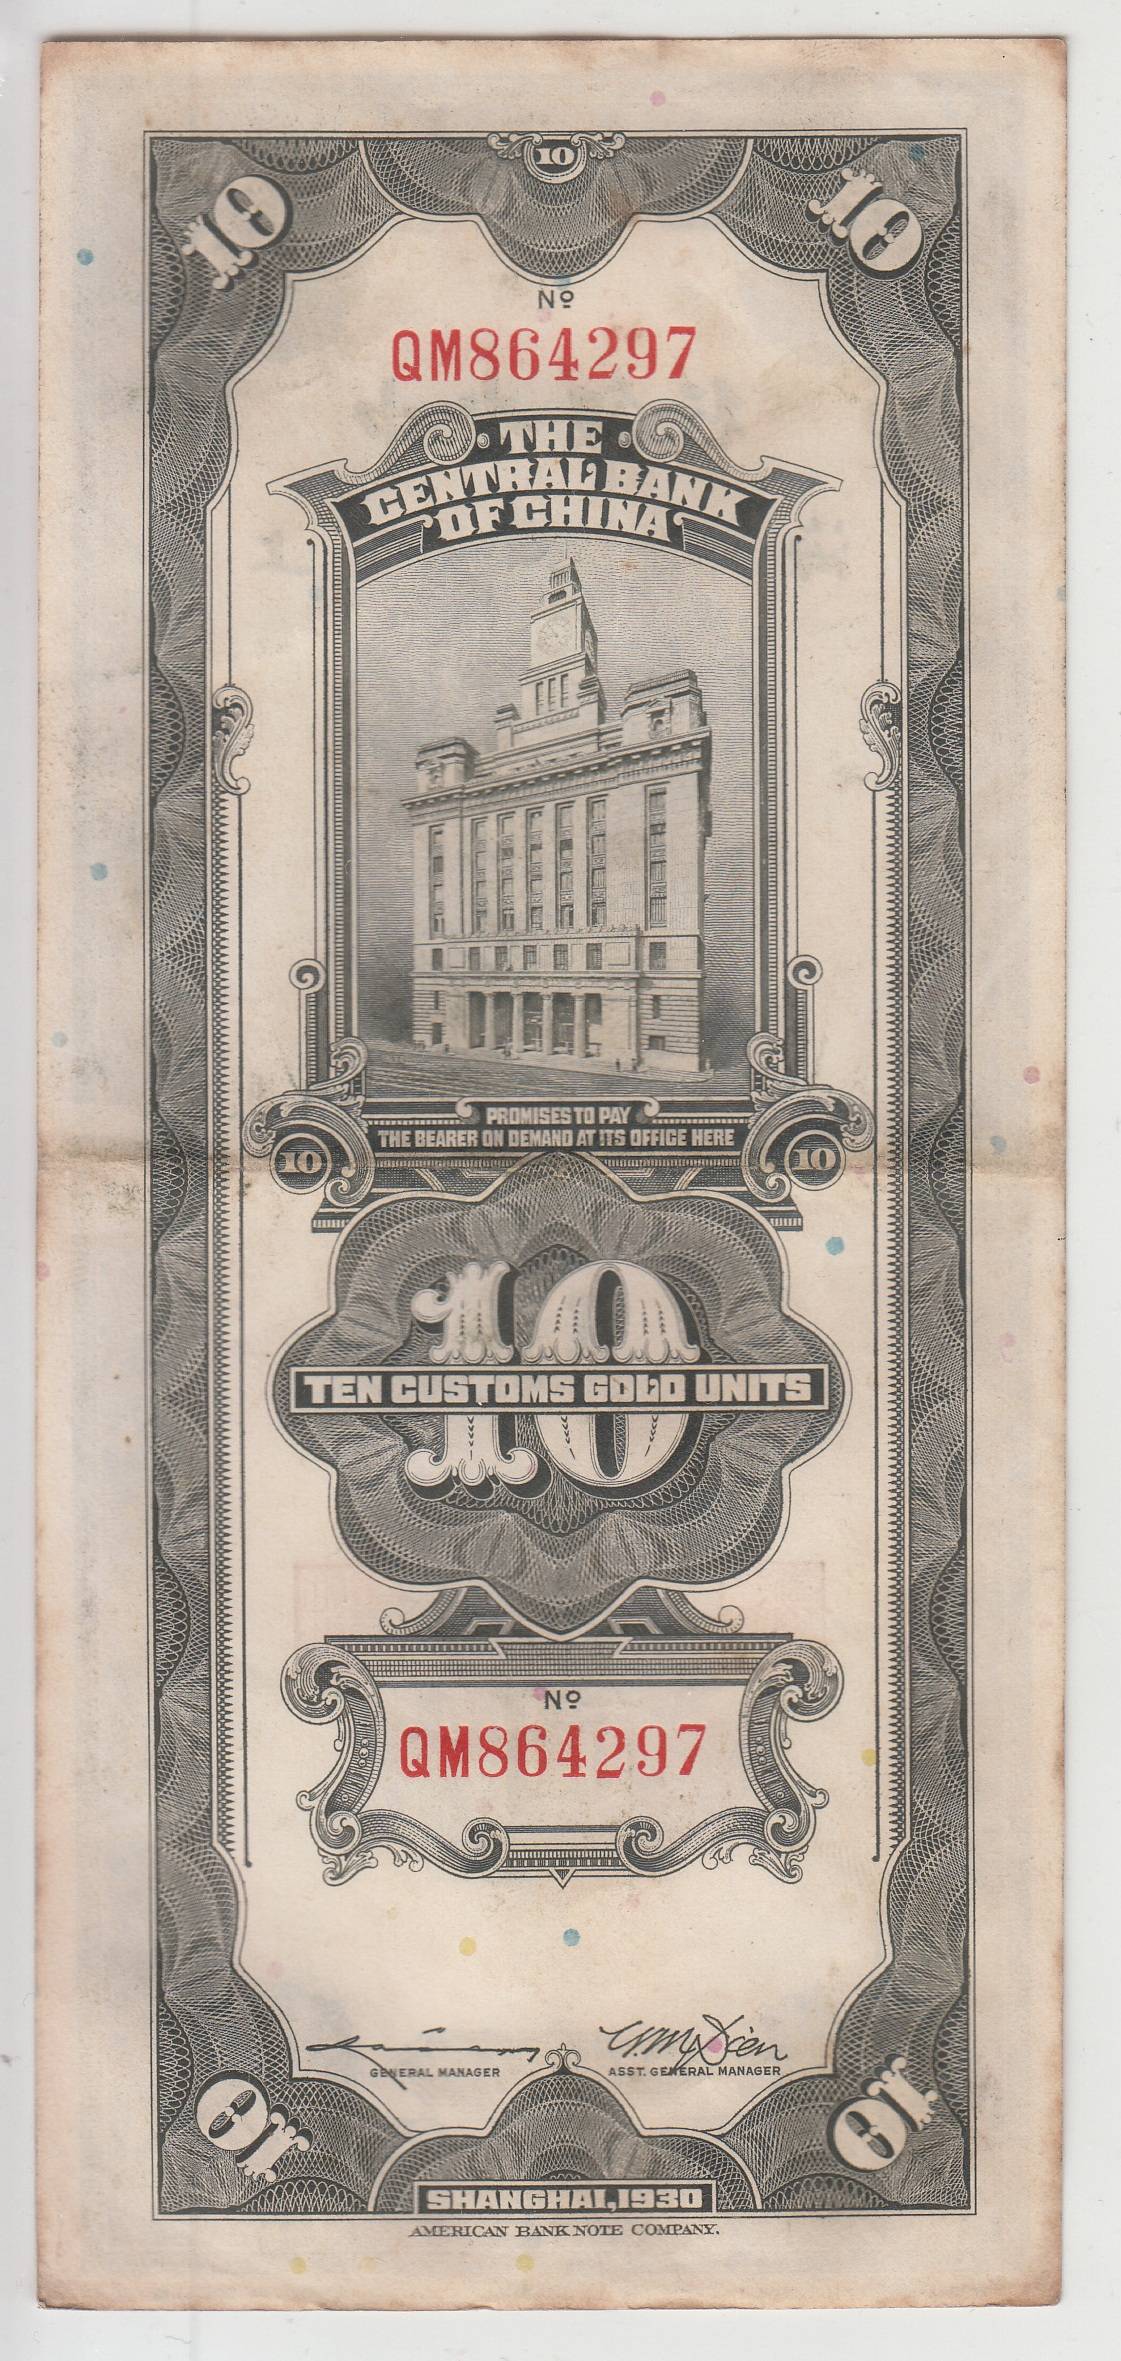 10
10
10
Nº
QM864297
THE
CENTRAL BANK
OF CHINA
PROMISES TO PAY
THE BEARER ON DEMAND AT ITS OFFICE HERE
10
10
10
TEN CUSTOMS GOLD UNITS
Nº
QM864297
GENERAL MANAGER
ASST. GENERAL MANAGER
10
10
SHANGHAI, 1930
AMERICAN BANK NOTE COMPANY.